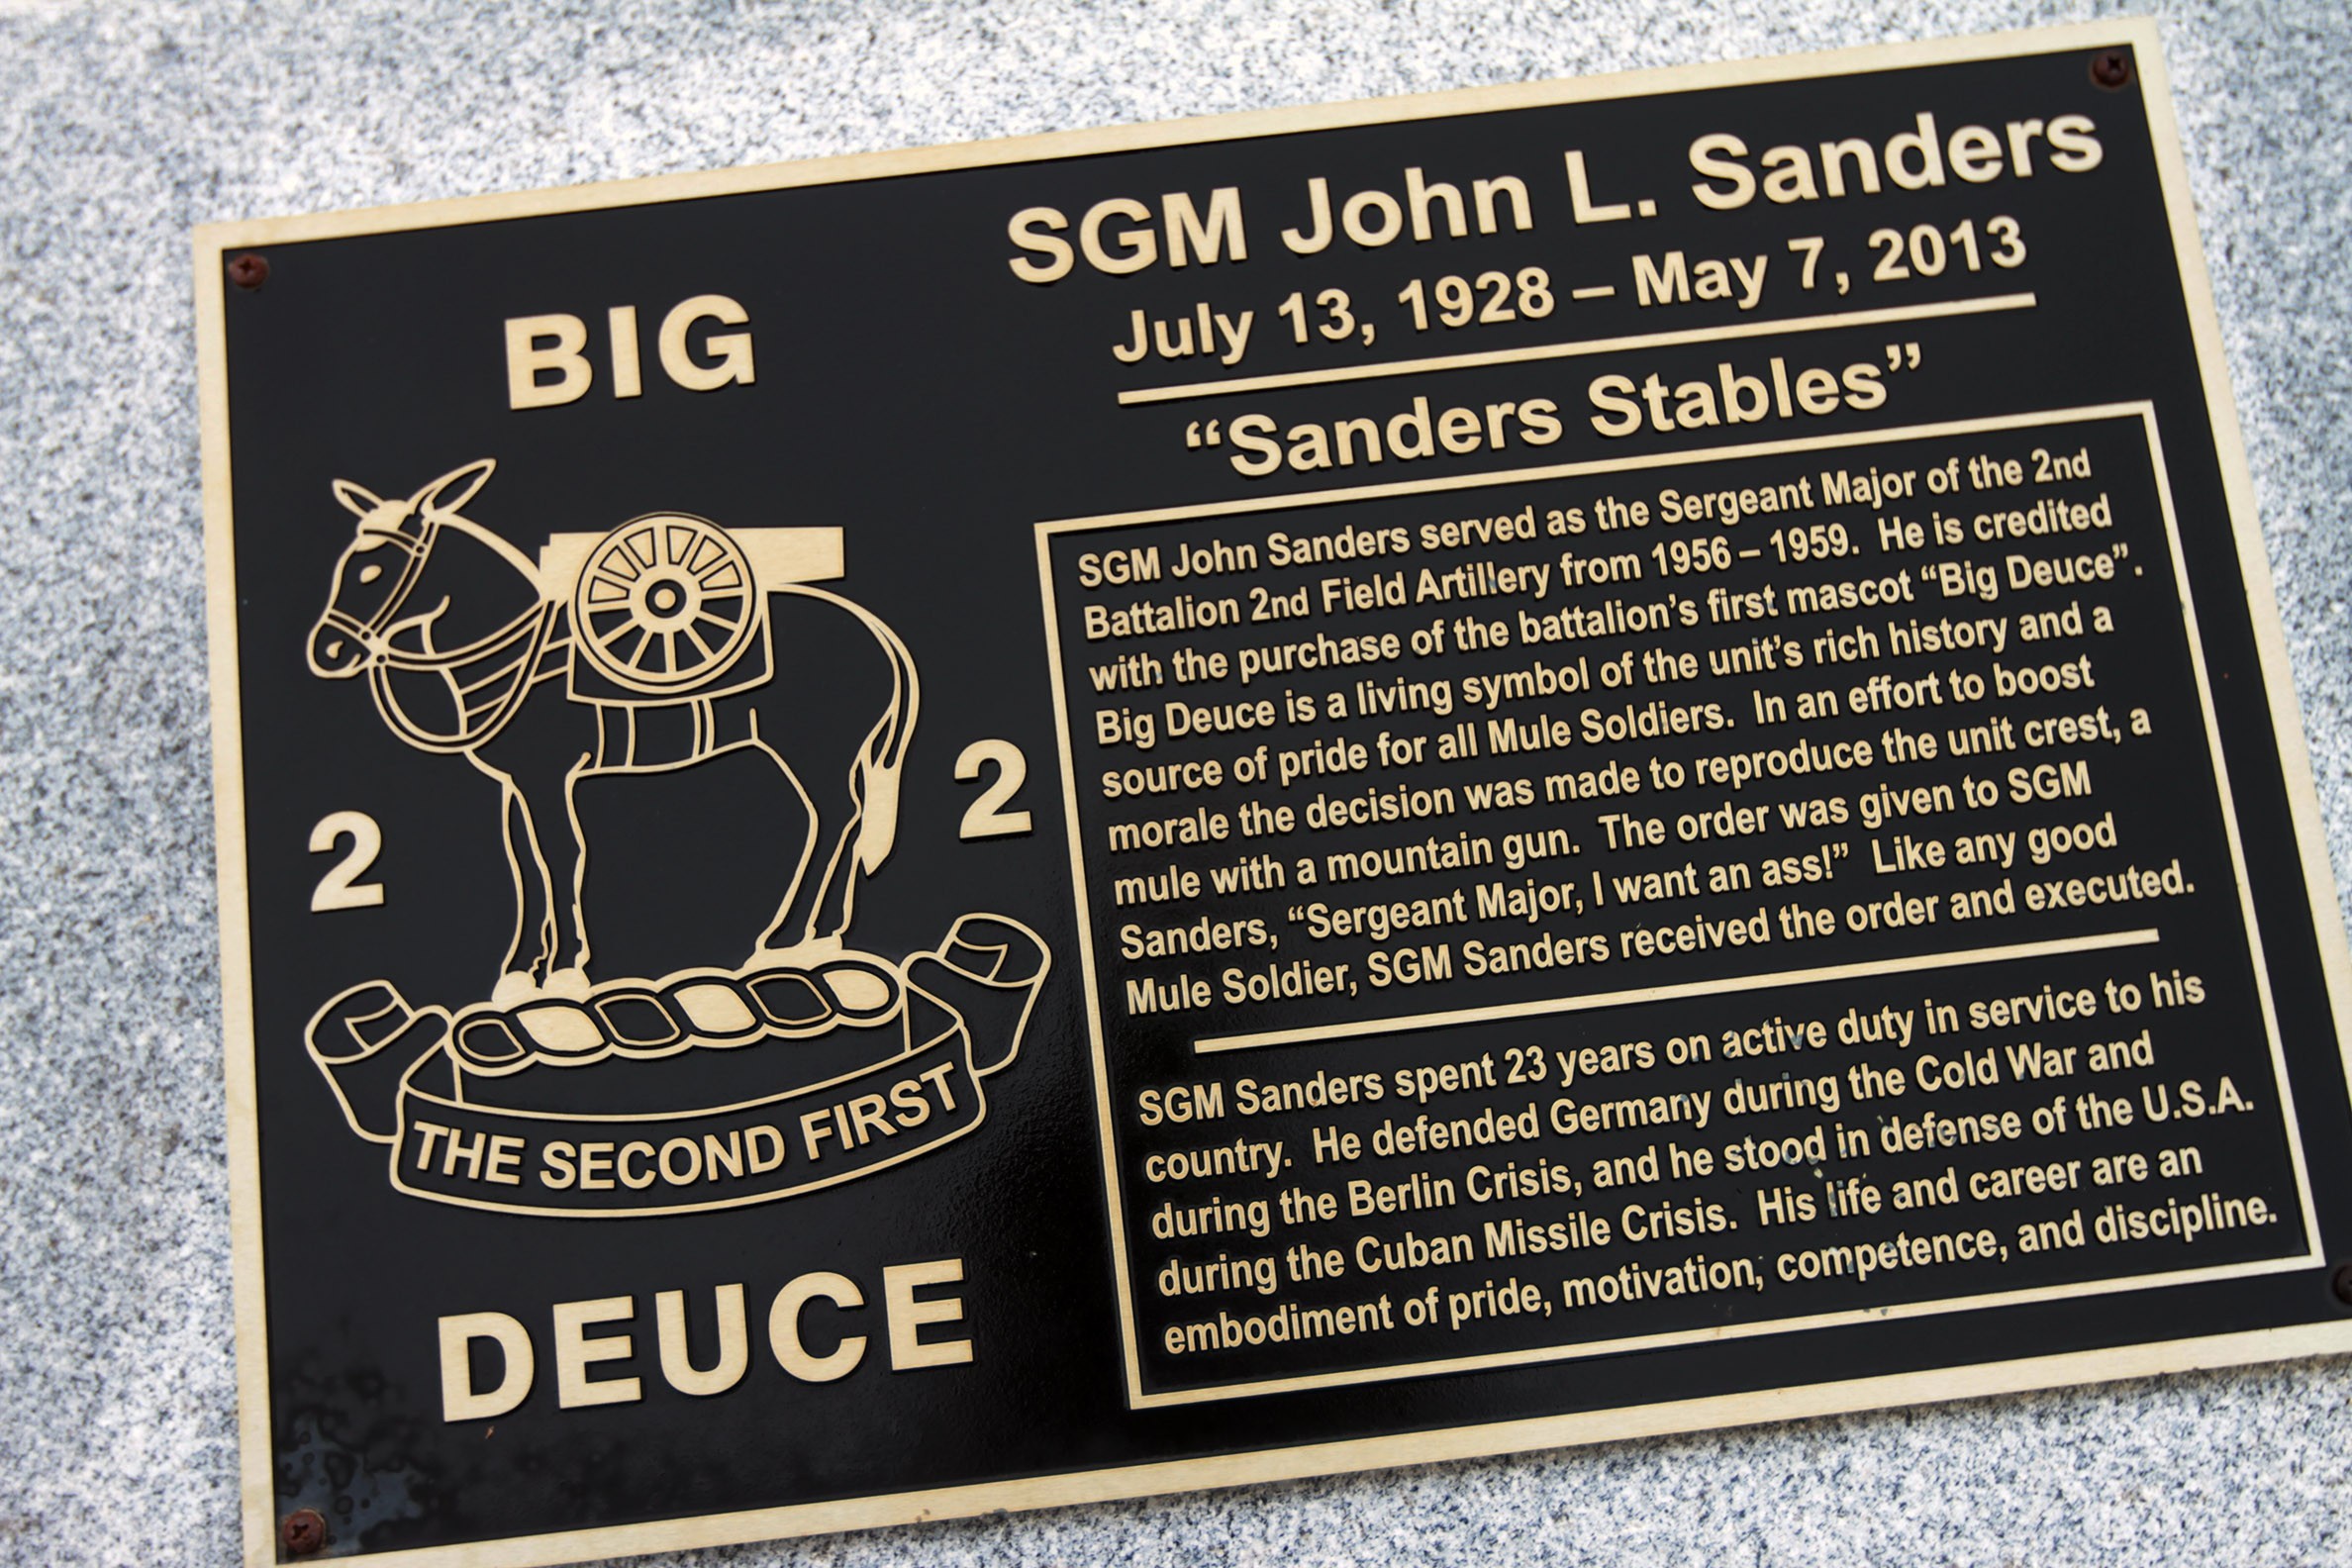 BIG
2
2
THE SECOND FIRST
DEUCE
SGM John L. Sanders
July 13, 1928 – May 7, 2013
“Sanders Stables”
SGM John Sanders served as the Sergeant Major of the 2nd
Battalion 2nd Field Artillery from 1956 – 1959. He is credited
with the purchase of the battalion’s first mascot “Big Deuce”.
Big Deuce is a living symbol of the unit’s rich history and a
source of pride for all Mule Soldiers. In an effort to boost
morale the decision was made to reproduce the unit crest, a
mule with a mountain gun. The order was given to SGM
Sanders, “Sergeant Major, I want an ass!” Like any good
Mule Soldier, SGM Sanders received the order and executed.
SGM Sanders spent 23 years on active duty in service to his
country. He defended Germany during the Cold War and
during the Berlin Crisis, and he stood in defense of the U.S.A.
during the Cuban Missile Crisis. His life and career are an
embodiment of pride, motivation, competence, and discipline.